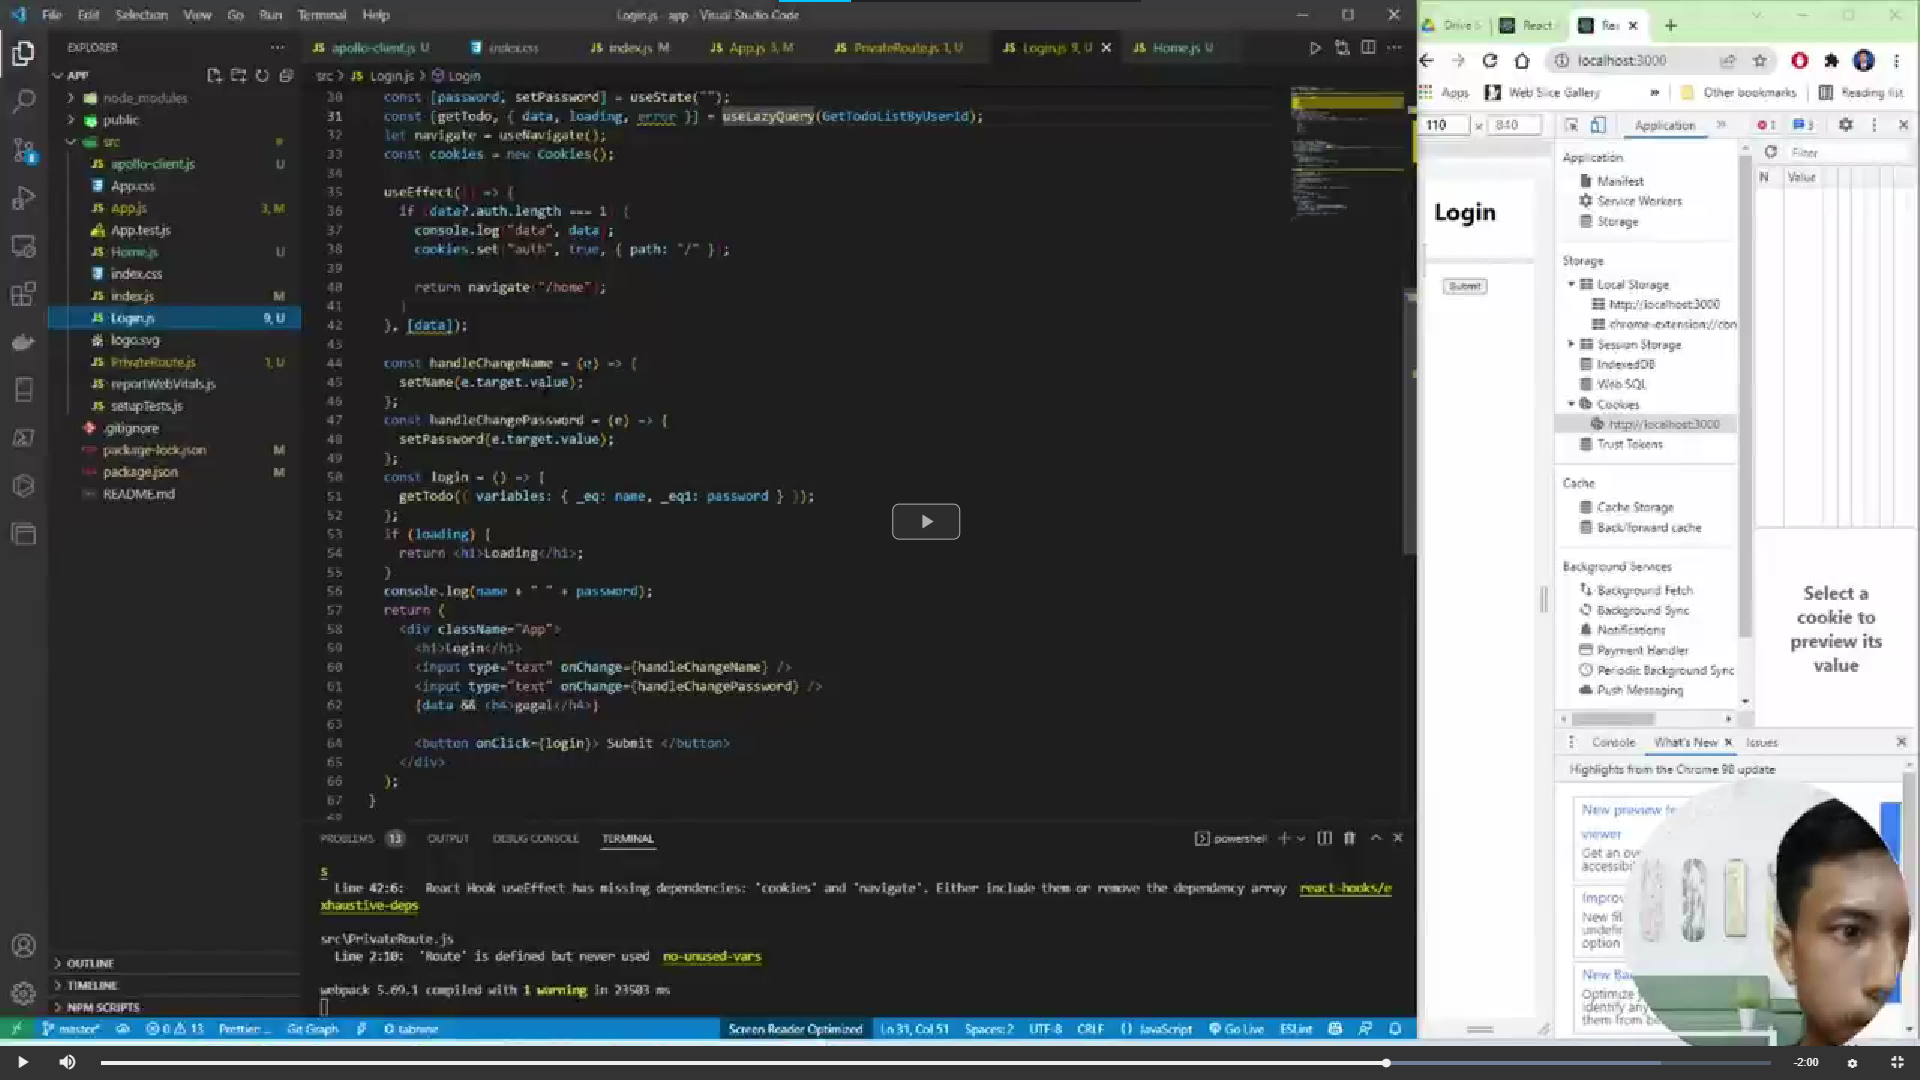 File Edit Selection View Go Run Terminal Help
Login.js - app - Visual Studio Code
EXPLORER
APP
node_modules
public
src
apollo-client.js U
App.css
App.js 3, M
App.test.js
Home.js U
index.css
index.js M
Login.js 9, U
logo.svg
PrivateRoute.js 1, U
reportWebVitals.js
setupTests.js
.gitignore
package-lock.json M
package.json M
README.md
OUTLINE
TIMELINE
NPM SCRIPTS
apollo-client.js U index.css index.js M App.js 3, M PrivateRoute.js 1, U Login.js 9, U Home.js U
src > Login.js > Login
30 const [password, setPassword] = useState("");
31 const [getTodo, { data, loading, error }] = useLazyQuery(GetTodoListByUserId);
32 let navigate = useNavigate();
33 const cookies = new Cookies();
34
35 useEffect(() => {
36 if (data?.auth.length === 1) {
37 console.log("data", data);
38 cookies.set("auth", true, { path: "/" });
39
40 return navigate("/home");
41 }
42 }, [data]);
43
44 const handleChangeName = (e) => {
45 setName(e.target.value);
46 };
47 const handleChangePassword = (e) => {
48 setPassword(e.target.value);
49 };
50 const login = () => {
51 getTodo({ variables: { _eq: name, _eq1: password } });
52 };
53 if (loading) {
54 return <h1>Loading</h1>;
55 }
56 console.log(name + " " + password);
57 return (
58 <div className="App">
59 <h1>Login</h1>
60 <input type="text" onChange={handleChangeName} />
61 <input type="text" onChange={handleChangePassword} />
62 {data && <h4>gagal</h4>}
63
64 <button onClick={login}> Submit </button>
65 </div>
66 );
67 }
68
PROBLEMS 13 OUTPUT DEBUG CONSOLE TERMINAL
powershell
s
Line 42:6: React Hook useEffect has missing dependencies: 'cookies' and 'navigate'. Either include them or remove the dependency array react-hooks/e
xhaustive-deps
src\PrivateRoute.js
Line 2:10: 'Route' is defined but never used no-unused-vars
webpack 5.69.1 compiled with 1 warning in 23503 ms
master* 0 13 Prettier Git Graph tabnine
Screen Reader Optimized Ln 31, Col 51 Spaces: 2 UTF-8 CRLF JavaScript Go Live ESLint
Drive React
localhost:3000
Apps Web Slice Gallery » Other bookmarks Reading list
110 x 840
Application » 1 3
Login
Submit
Application
Manifest
Service Workers
Storage
Storage
Local Storage
http://localhost:3000
chrome-extension://con
Session Storage
IndexedDB
Web SQL
Cookies
http://localhost:3000
Trust Tokens
Cache
Cache Storage
Back/forward cache
Background Services
Background Fetch
Background Sync
Notifications
Payment Handler
Periodic Background Sync
Push Messaging
Filter
N Value
Select a
cookie to
preview its
value
Console What's New Issues
Highlights from the Chrome 98 update
New preview
viewer
Get an
New
option
Optimize
identify any
them from
-2:00